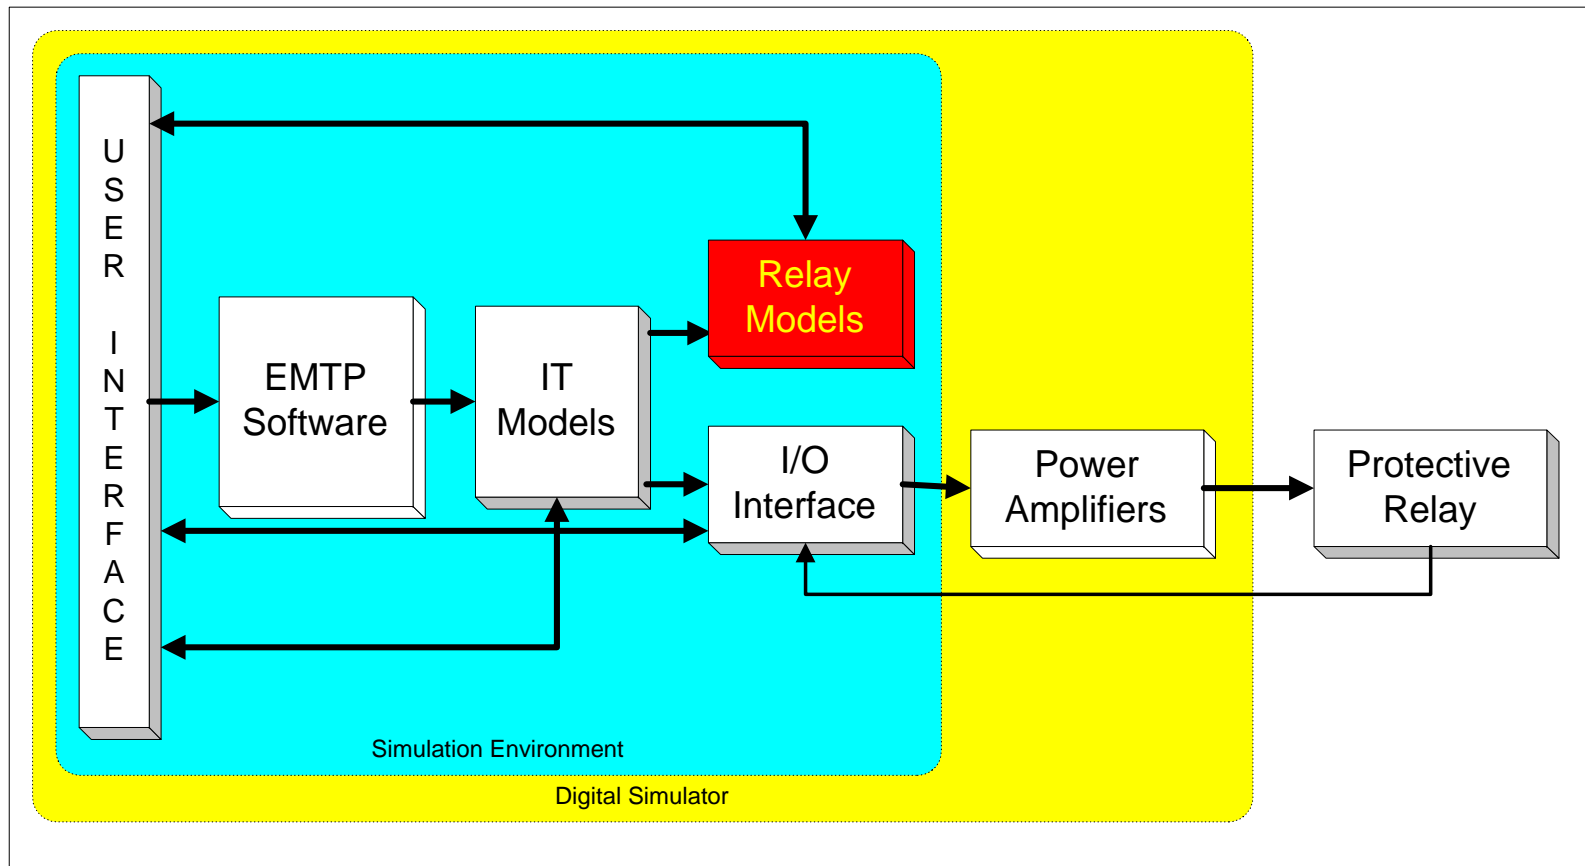 USER INTERFACE
Relay
Models
EMTP
Software
IT
Models
I/O
Interface
Power
Amplifiers
Protective
Relay
Simulation Environment
Digital Simulator